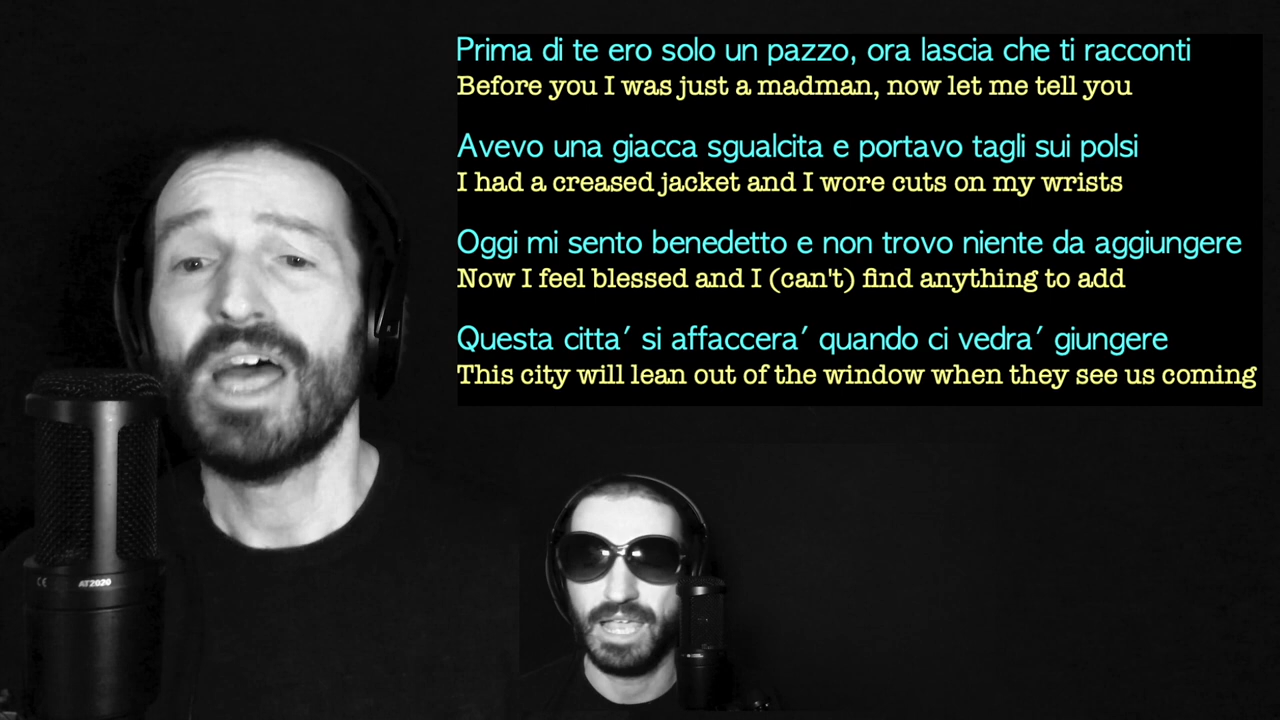 Prima di te ero solo un pazzo, ora lascia che ti racconti
Before you I was just a madman, now let me tell you
Avevo una giacca sgualcita e portavo tagli sui polsi
I had a creased jacket and I wore cuts on my wrists
Oggi mi sento benedetto e non trovo niente da aggiungere
Now I feel blessed and I (can't) find anything to add
Questa citta′ si affaccera′ quando ci vedra′ giungere
This city will lean out of the window when they see us coming
CE AT2020